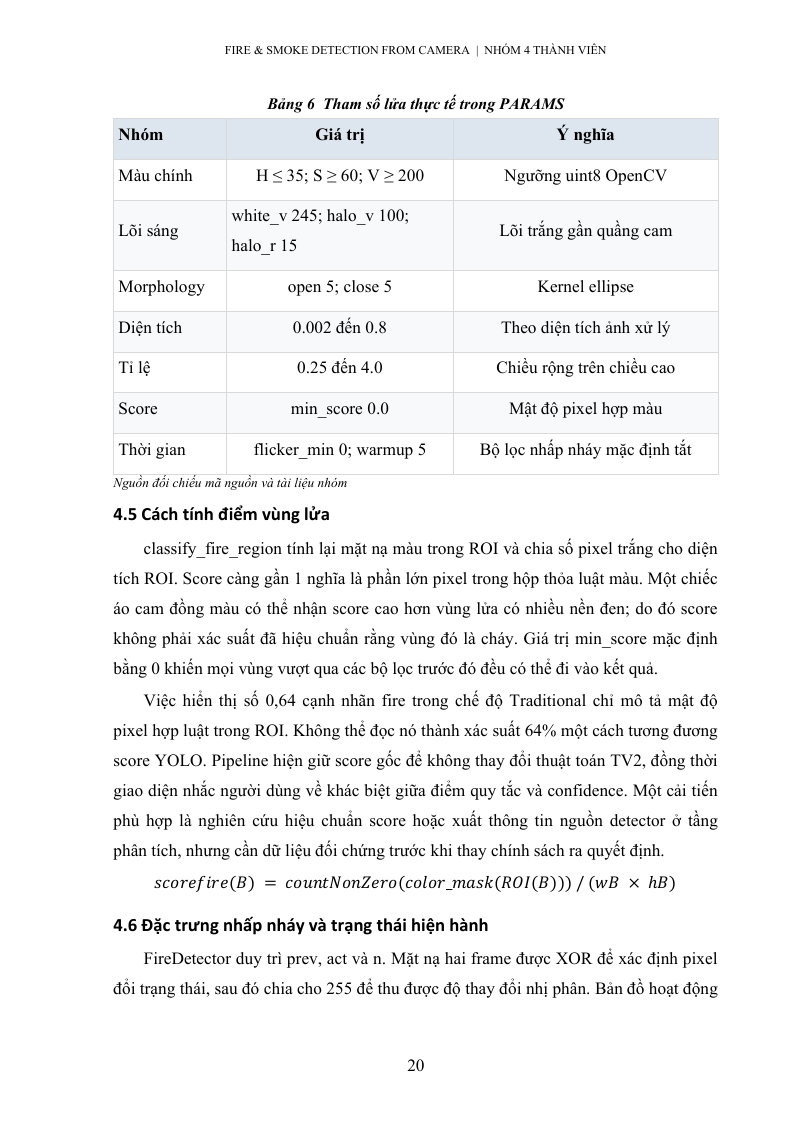 FIRE & SMOKE DETECTION FROM CAMERA | NHÓM 4 THÀNH VIÊN
Bảng 6 Tham số lửa thực tế trong PARAMS
Nhóm Giá trị Ý nghĩa
Màu chính H ≤ 35; S ≥ 60; V ≥ 200 Ngưỡng uint8 OpenCV
Lõi sáng white_v 245; halo_v 100; Lõi trắng gần quầng cam
halo_r 15
Morphology open 5; close 5 Kernel ellipse
Diện tích 0.002 đến 0.8 Theo diện tích ảnh xử lý
Tỉ lệ 0.25 đến 4.0 Chiều rộng trên chiều cao
Score min_score 0.0 Mật độ pixel hợp màu
Thời gian flicker_min 0; warmup 5 Bộ lọc nhấp nháy mặc định tắt
Nguồn đối chiếu mã nguồn và tài liệu nhóm
4.5 Cách tính điểm vùng lửa
classify_fire_region tính lại mặt nạ màu trong ROI và chia số pixel trắng cho diện
tích ROI. Score càng gần 1 nghĩa là phần lớn pixel trong hộp thỏa luật màu. Một chiếc
áo cam đồng màu có thể nhận score cao hơn vùng lửa có nhiều nền đen; do đó score
không phải xác suất đã hiệu chuẩn rằng vùng đó là cháy. Giá trị min_score mặc định
bằng 0 khiến mọi vùng vượt qua các bộ lọc trước đó đều có thể đi vào kết quả.
Việc hiển thị số 0,64 cạnh nhãn fire trong chế độ Traditional chỉ mô tả mật độ
pixel hợp luật trong ROI. Không thể đọc nó thành xác suất 64% một cách tương đương
score YOLO. Pipeline hiện giữ score gốc để không thay đổi thuật toán TV2, đồng thời
giao diện nhắc người dùng về khác biệt giữa điểm quy tắc và confidence. Một cải tiến
phù hợp là nghiên cứu hiệu chuẩn score hoặc xuất thông tin nguồn detector ở tầng
phân tích, nhưng cần dữ liệu đối chứng trước khi thay chính sách ra quyết định.
scorefire(B) = countNonZero(color_mask(ROI(B))) / (wB × hB)
4.6 Đặc trưng nhấp nháy và trạng thái hiện hành
FireDetector duy trì prev, act và n. Mặt nạ hai frame được XOR để xác định pixel
đổi trạng thái, sau đó chia cho 255 để thu được độ thay đổi nhị phân. Bản đồ hoạt động
20